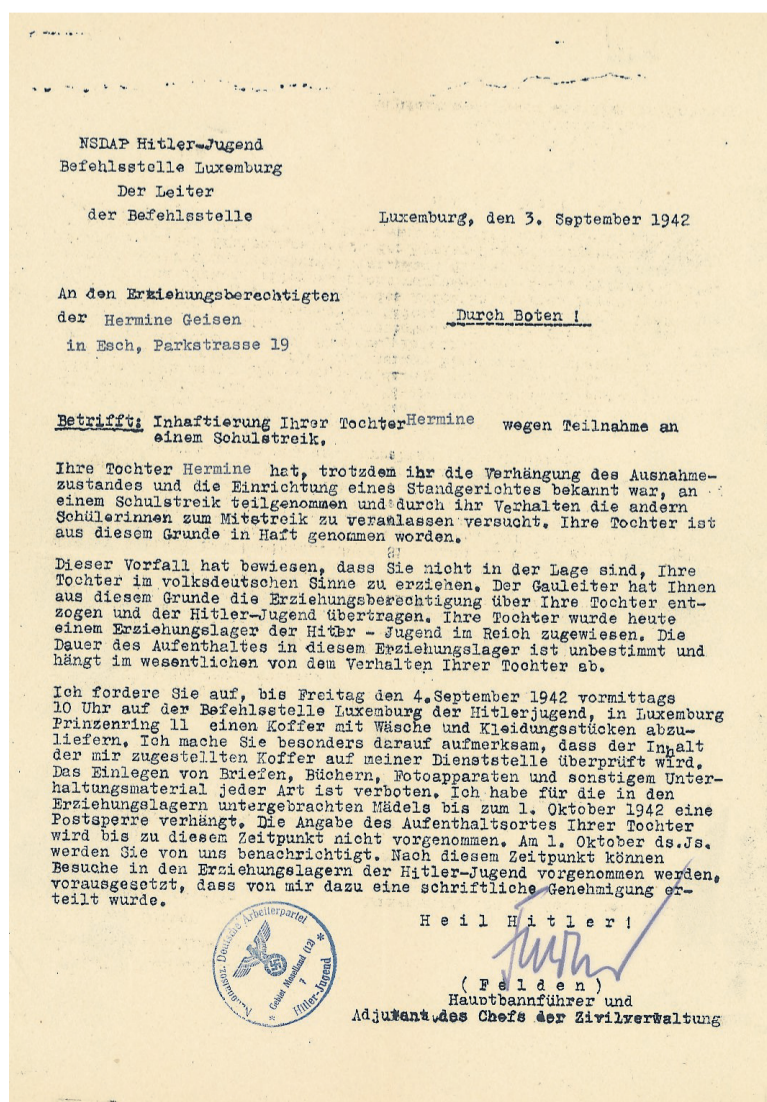 NSDAP Hitler-Jugend
Befehlsstelle Luxemburg
Der Leiter
der Befehlsstelle
Luxemburg, den 3. September 1942
An den Erziehungsberechtigten
der Hermine Geisen
in Esch, Parkstrasse 19
Durch Boten !
Betrifft: Inhaftierung Ihrer Tochter Hermine wegen Teilnahme an
einem Schulstreik.
Ihre Tochter Hermine hat, trotzdem ihr die Verhängung des Ausnahme-
zustandes und die Einrichtung eines Standgerichtes bekannt war, an
einem Schulstreik teilgenommen und durch ihr Verhalten die andern
Schülerinnen zum Mitstreik zu veranlassen versucht. Ihre Tochter ist
aus diesem Grunde in Haft genommen worden.
Dieser Vorfall hat bewiesen, dass Sie nicht in der Lage sind, Ihre
Tochter im volksdeutschen Sinne zu erziehen. Der Gauleiter hat Ihnen
aus diesem Grunde die Erziehungsberechtigung über Ihre Tochter ent-
zogen und der Hitler-Jugend übertragen. Ihre Tochter wurde heute
einem Erziehungslager der Hitler - Jugend im Reich zugewiesen. Die
Dauer des Aufenthaltes in diesem Erziehungslager ist unbestimmt und
hängt im wesentlichen von dem Verhalten Ihrer Tochter ab.
Ich fordere Sie auf, bis Freitag den 4.September 1942 vormittags
10 Uhr auf der Befehlsstelle Luxemburg der Hitlerjugend, in Luxemburg
Prinzenring 11 einen Koffer mit Wäsche und Kleidungsstücken abzu-
liefern. Ich mache Sie besonders darauf aufmerksam, dass der Inhalt
der mir zugestellten Koffer auf meiner Dienststelle überprüft wird.
Das Einlegen von Briefen, Büchern, Fotoapparaten und sonstigem Unter-
haltungsmaterial jeder Art ist verboten. Ich habe für die in den
Erziehungslagern untergebrachten Mädels bis zum 1. Oktober 1942 eine
Postsperre verhängt. Die Angabe des Aufenthaltsortes Ihrer Tochter
wird bis zu diesem Zeitpunkt nicht vorgenommen. Am 1. Oktober ds.Js.
werden Sie von uns benachrichtigt. Nach diesem Zeitpunkt können
Besuche in den Erziehungslagern der Hitler-Jugend vorgenommen werden,
vorausgesetzt, dass von mir dazu eine schriftliche Genehmigung er-
teilt wurde.
Heil Hitler!
Nationalsoz. Deutsche Arbeiterpartei
Gebiet Moselland (12)
7
* Hitler-Jugend *
Felden
( Felden )
Hauptbannführer und
Adjutant des Chefs der Zivilverwaltung